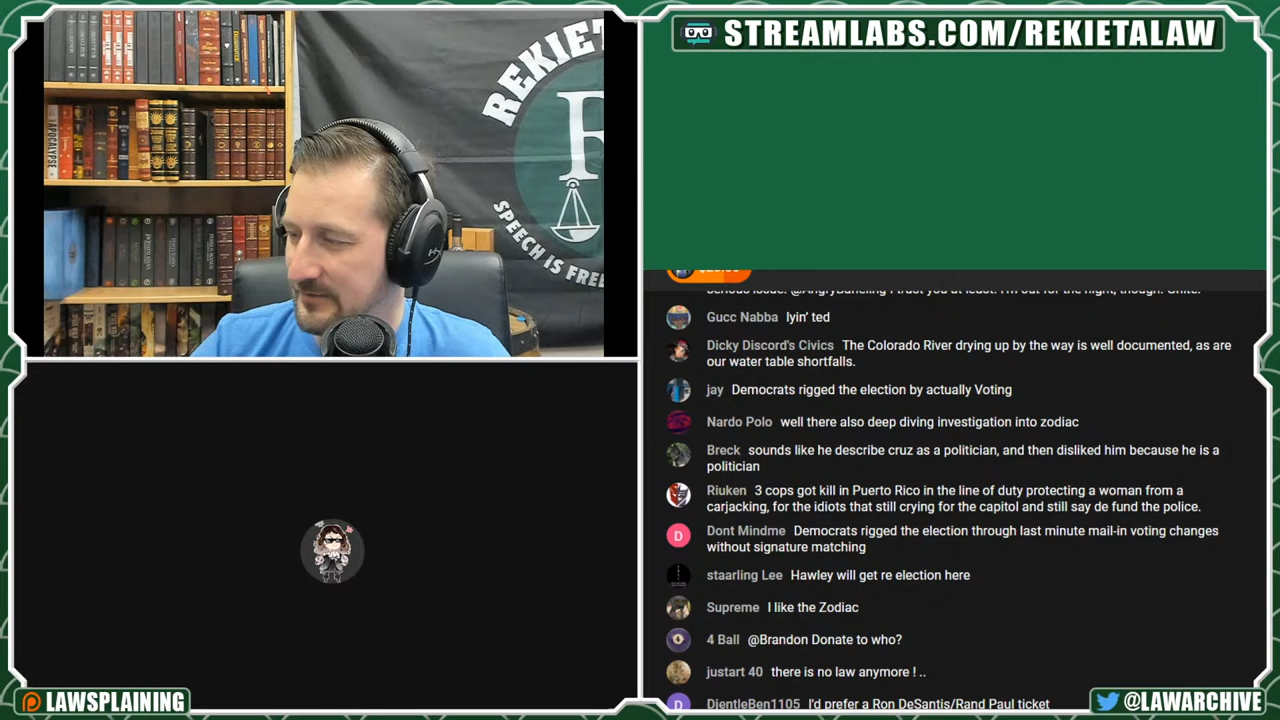 STREAMLABS.COM/REKIETALAW
REKIET
R
SPEECH IS FREE
APOCALYPSE
Gucc Nabba lyin' ted
Dicky Discord's Civics The Colorado River drying up by the way is well documented, as are
our water table shortfalls.
jay Democrats rigged the election by actually Voting
Nardo Polo well there also deep diving investigation into zodiac
Breck sounds like he describe cruz as a politician, and then disliked him because he is a
politician
Riuken 3 cops got kill in Puerto Rico in the line of duty protecting a woman from a
carjacking, for the idiots that still crying for the capitol and still say de fund the police.
D
Dont Mindme Democrats rigged the election through last minute mail-in voting changes
without signature matching
staarling Lee Hawley will get re election here
Supreme I like the Zodiac
4 Ball @Brandon Donate to who?
justart 40 there is no law anymore ! ..
D
DjentleBen1105 I'd prefer a Ron DeSantis/Rand Paul ticket
LAWSPLAINING
@LAWARCHIVE